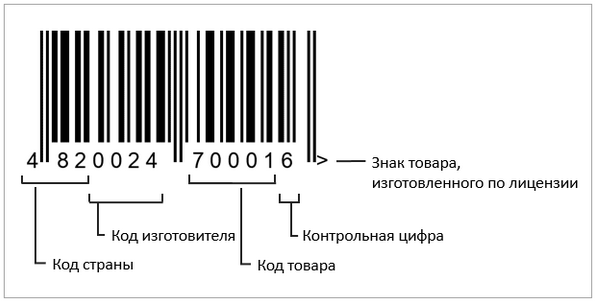 4 820024 700016 >
Знак товара,
изготовленного по лицензии
Код изготовителя
Контрольная цифра
Код страны
Код товара